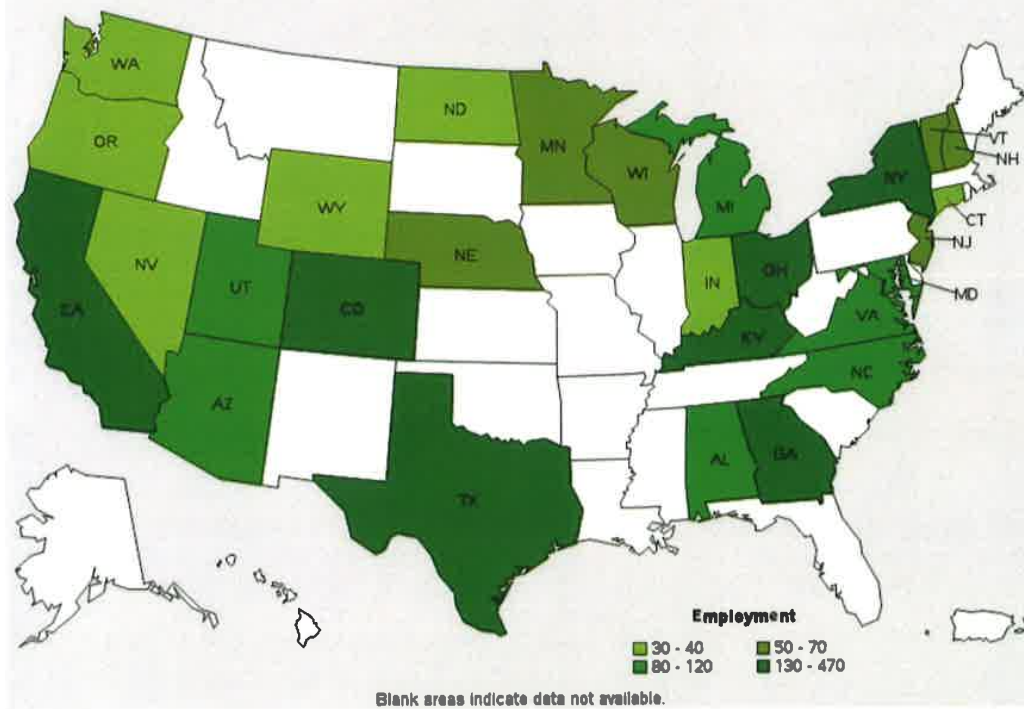 WA
ND
MN
OR
VT
NH
WI
NY
WY
MI
CT
NE
NJ
NV
UT
IN
OH
CA
CO
MD
VA
KY
NC
AZ
AL
GA
TX
Employment
30 - 40
50 - 70
80 - 120
130 - 470
Blank areas indicate data not available.